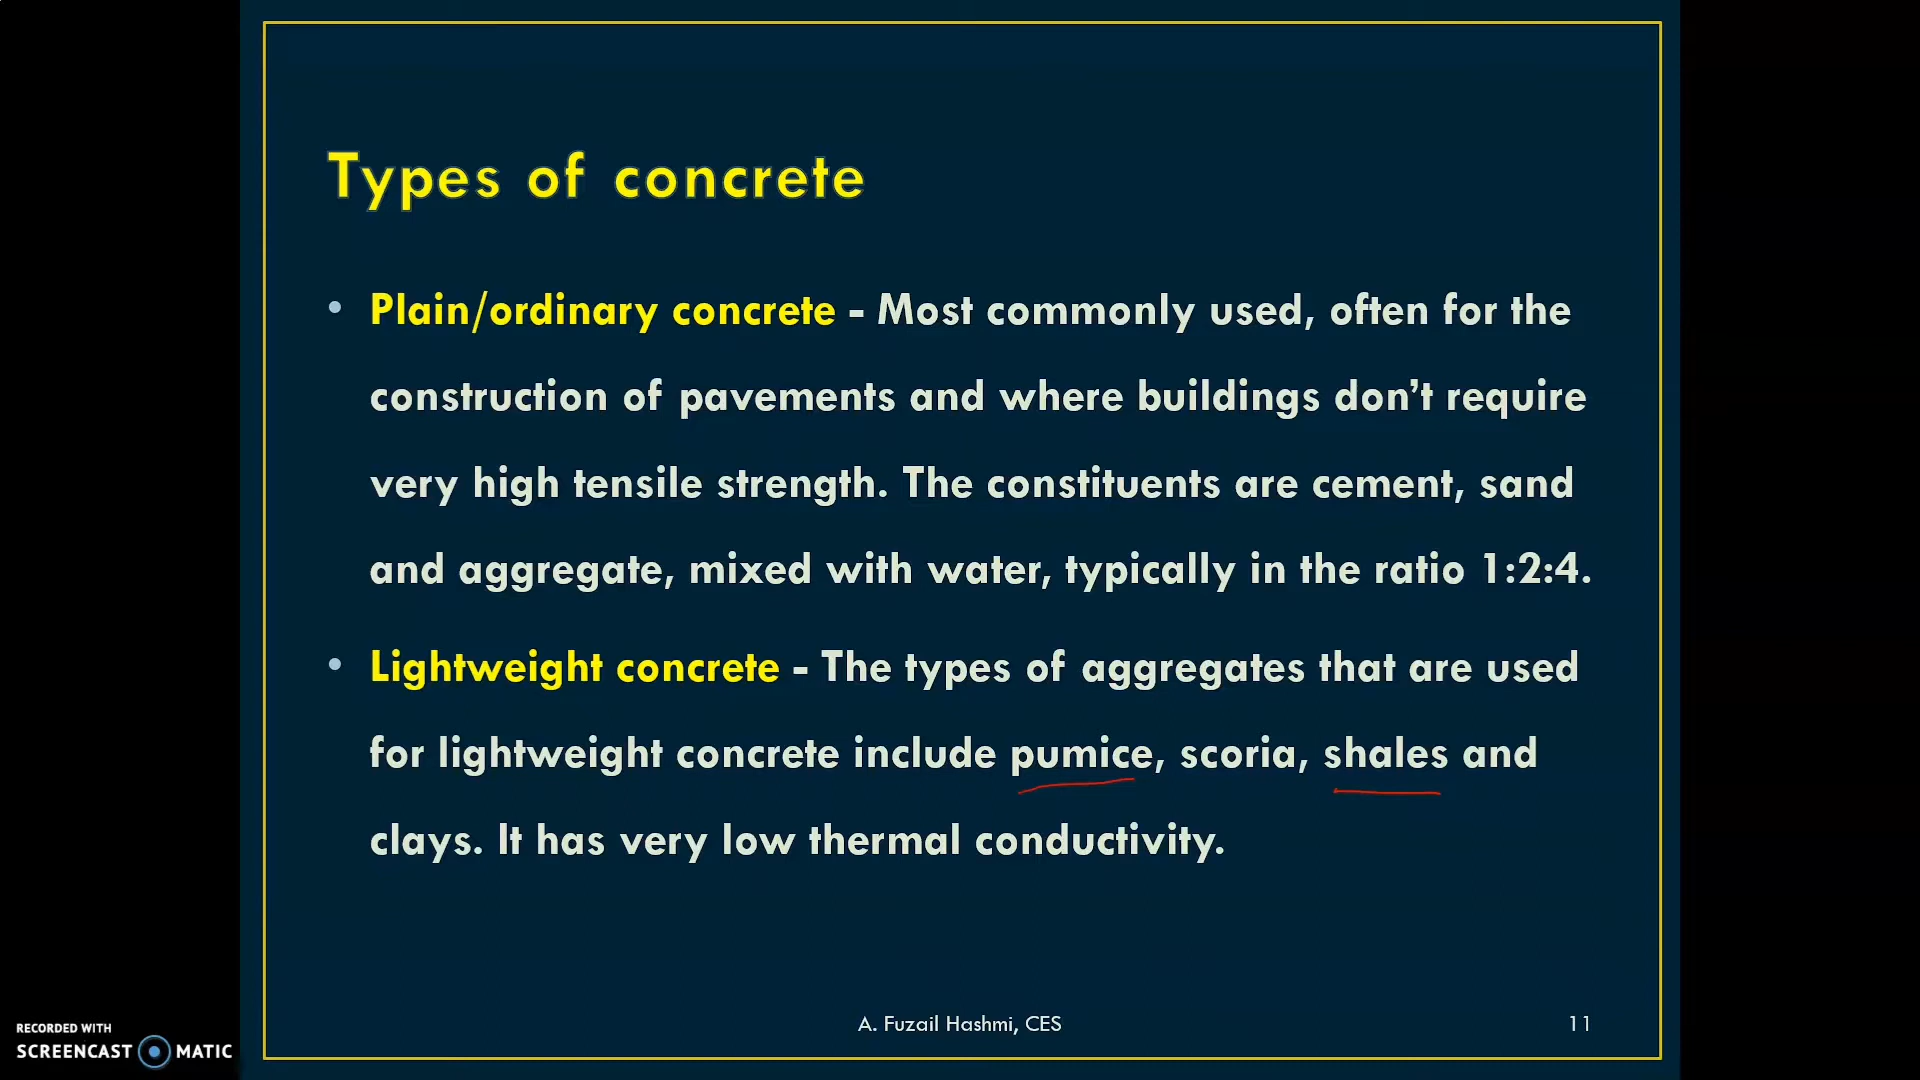 Types of concrete
• Plain/ordinary concrete - Most commonly used, often for the
construction of pavements and where buildings don’t require
very high tensile strength. The constituents are cement, sand
and aggregate, mixed with water, typically in the ratio 1:2:4.
• Lightweight concrete - The types of aggregates that are used
for lightweight concrete include pumice, scoria, shales and
clays. It has very low thermal conductivity.
A. Fuzail Hashmi, CES
11
RECORDED WITH
SCREENCAST MATIC